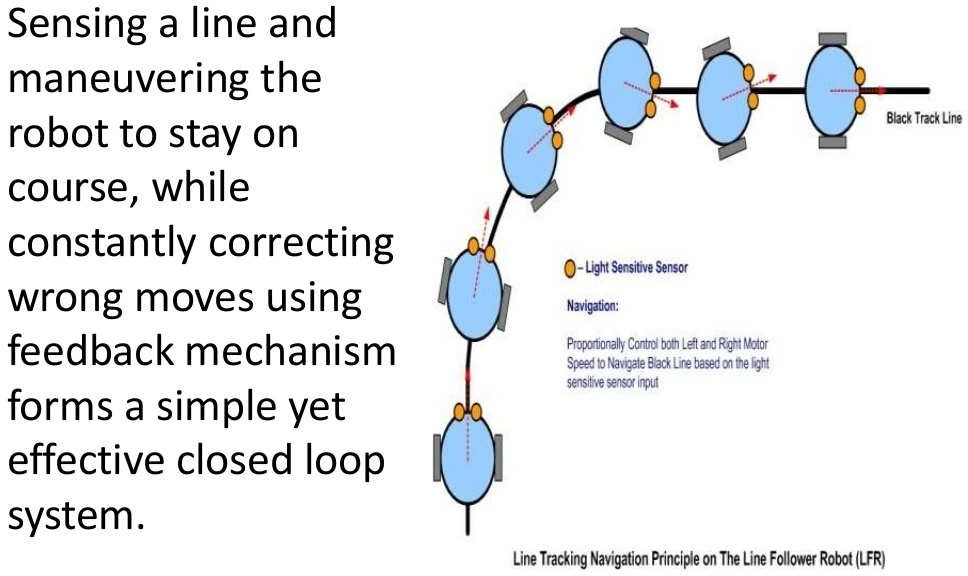 Sensing a line and
maneuvering the
robot to stay on
course, while
constantly correcting
wrong moves using
feedback mechanism
forms a simple yet
effective closed loop
system.
Black Track Line
– Light Sensitive Sensor
Navigation:
Proportionally Control both Left and Right Motor
Speed to Navigate Black Line based on the light
sensitive sensor input
Line Tracking Navigation Principle on The Line Follower Robot (LFR)